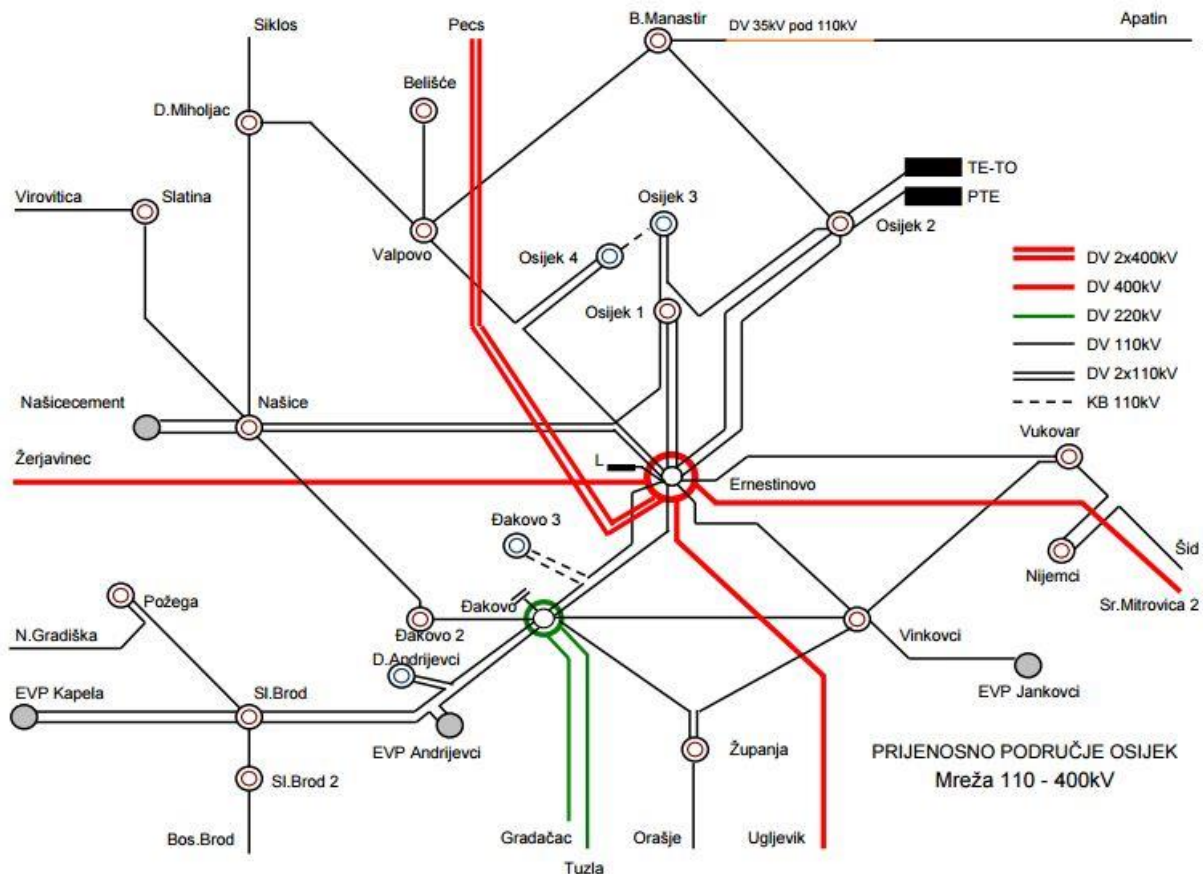 Siklos
Pecs
B.Manastir
DV 35kV pod 110kV
Apatin
Belišće
D.Miholjac
TE-TO
PTE
Virovitica
Slatina
Osijek 3
Osijek 2
Valpovo
Osijek 4
DV 2x400kV
DV 400kV
DV 220kV
DV 110kV
DV 2x110kV
KB 110kV
Osijek 1
Našicecement
Našice
Vukovar
Žerjavinec
L
Ernestinovo
Đakovo 3
Šid
Nijemci
Sr.Mitrovica 2
Požega
Đakovo
N.Gradiška
Đakovo 2
Vinkovci
D.Andrijevci
EVP Kapela
Sl.Brod
EVP Jankovci
EVP Andrijevci
Županja
PRIJENOSNO PODRUČJE OSIJEK
Mreža 110 - 400kV
Sl.Brod 2
Bos.Brod
Gradačac
Orašje
Ugljevik
Tuzla